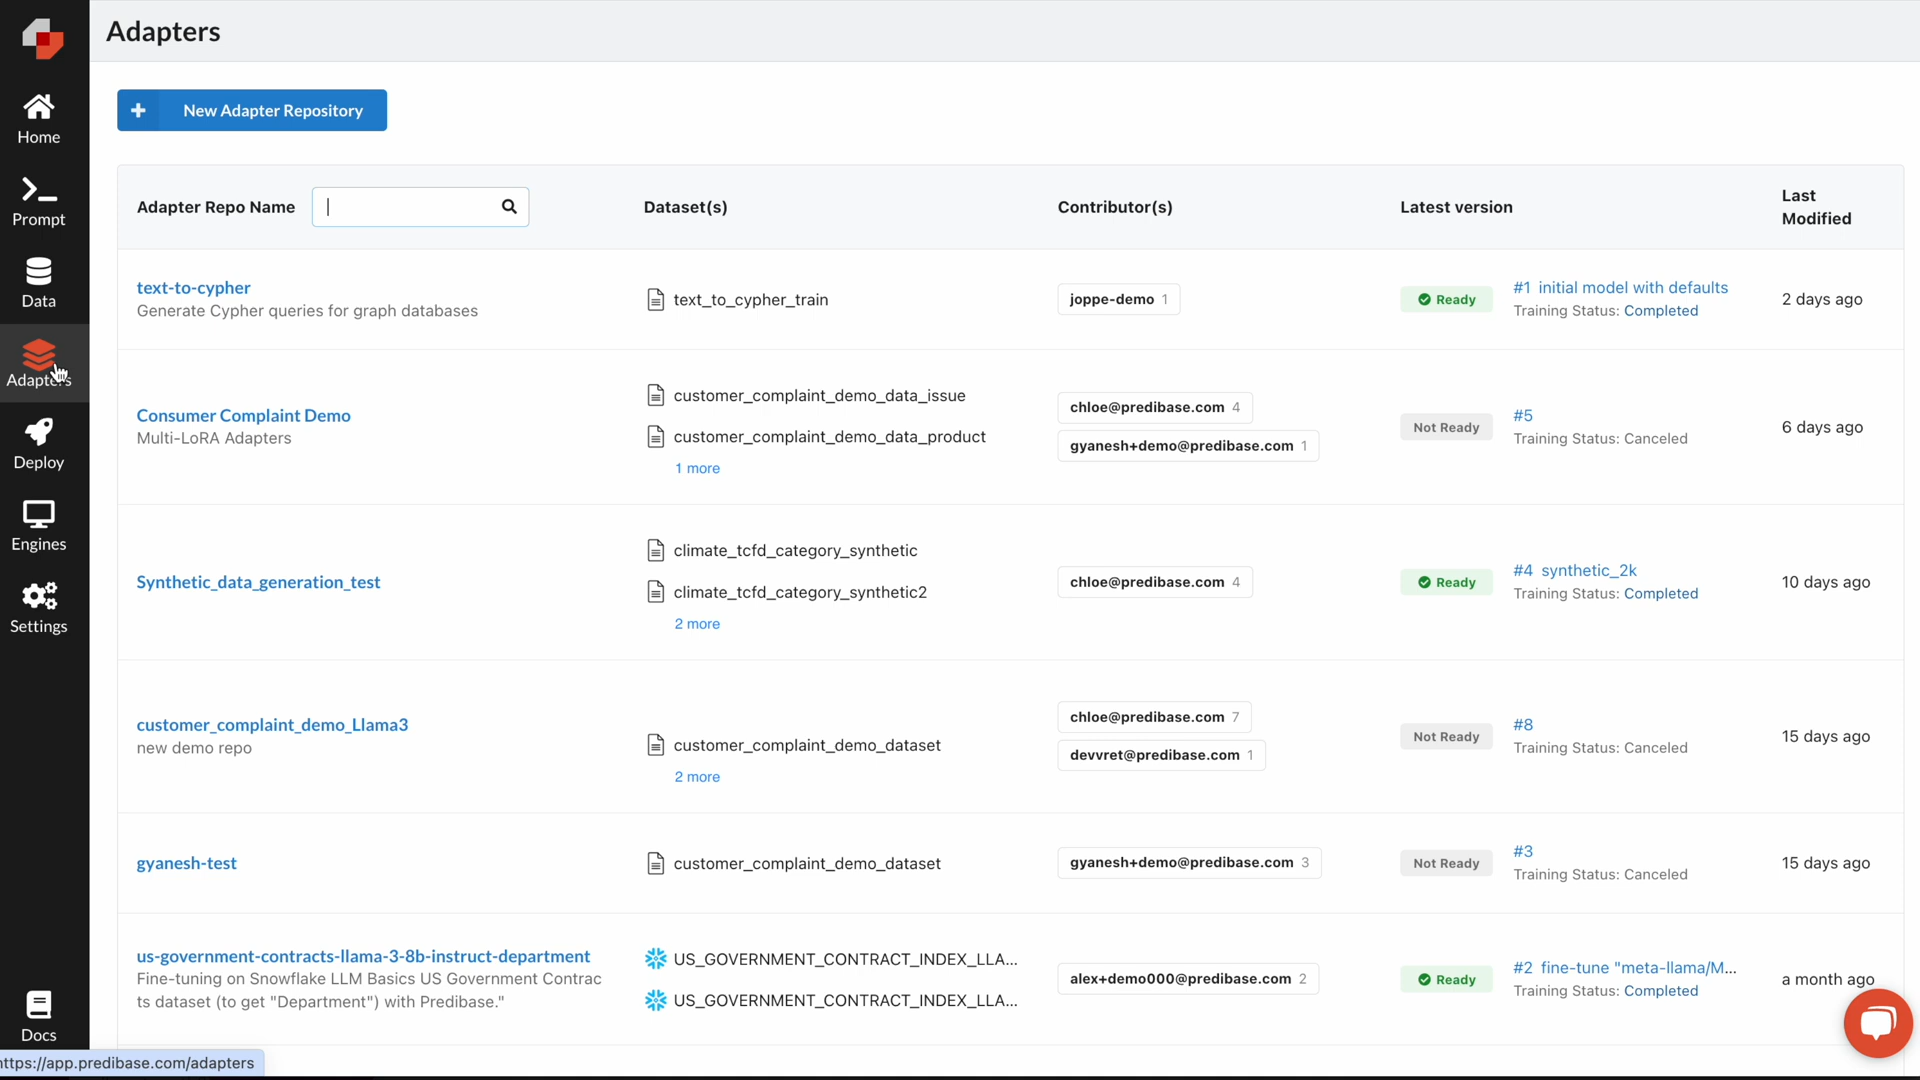 Adapters
Home
Prompt
Data
Adapters
Deploy
Engines
Settings
Docs
New Adapter Repository
Adapter Repo Name
Dataset(s)
Contributor(s)
Latest version
Last
Modified
text-to-cypher
Generate Cypher queries for graph databases
text_to_cypher_train
joppe-demo 1
Ready
#1 initial model with defaults
Training Status: Completed
2 days ago
Consumer Complaint Demo
Multi-LoRA Adapters
customer_complaint_demo_data_issue
customer_complaint_demo_data_product
1 more
chloe@predibase.com 4
gyanesh+demo@predibase.com 1
Not Ready
#5
Training Status: Canceled
6 days ago
Synthetic_data_generation_test
climate_tcfd_category_synthetic
climate_tcfd_category_synthetic2
2 more
chloe@predibase.com 4
Ready
#4 synthetic_2k
Training Status: Completed
10 days ago
customer_complaint_demo_Llama3
new demo repo
customer_complaint_demo_dataset
2 more
chloe@predibase.com 7
devvret@predibase.com 1
Not Ready
#8
Training Status: Canceled
15 days ago
gyanesh-test
customer_complaint_demo_dataset
gyanesh+demo@predibase.com 3
Not Ready
#3
Training Status: Canceled
15 days ago
us-government-contracts-llama-3-8b-instruct-department
Fine-tuning on Snowflake LLM Basics US Government Contrac
ts dataset (to get "Department") with Predibase."
US_GOVERNMENT_CONTRACT_INDEX_LLA...
US_GOVERNMENT_CONTRACT_INDEX_LLA...
alex+demo000@predibase.com 2
Ready
#2 fine-tune "meta-llama/M...
Training Status: Completed
a month ago
https://app.predibase.com/adapters